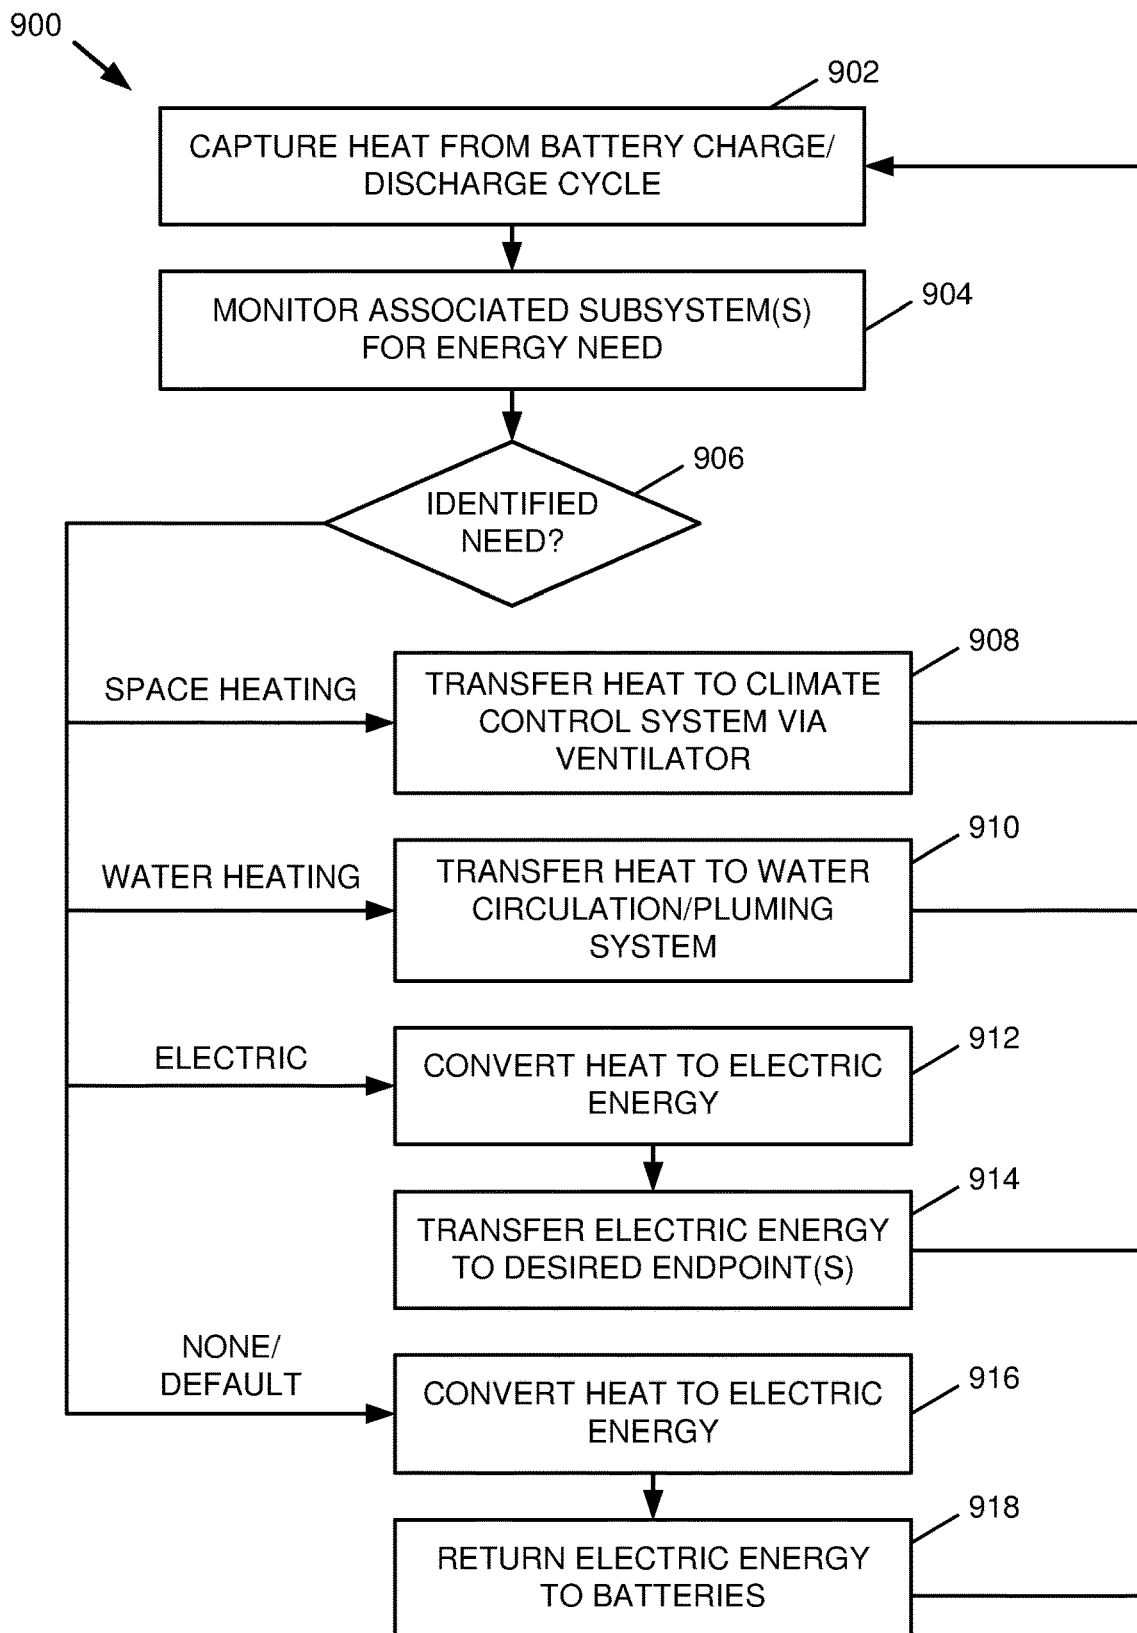 900
902
CAPTURE HEAT FROM BATTERY CHARGE/
DISCHARGE CYCLE
904
MONITOR ASSOCIATED SUBSYSTEM(S)
FOR ENERGY NEED
906
IDENTIFIED
NEED?
908
SPACE HEATING
TRANSFER HEAT TO CLIMATE
CONTROL SYSTEM VIA
VENTILATOR
910
WATER HEATING
TRANSFER HEAT TO WATER
CIRCULATION/PLUMING
SYSTEM
912
ELECTRIC
CONVERT HEAT TO ELECTRIC
ENERGY
914
TRANSFER ELECTRIC ENERGY
TO DESIRED ENDPOINT(S)
NONE/
DEFAULT
916
CONVERT HEAT TO ELECTRIC
ENERGY
918
RETURN ELECTRIC ENERGY
TO BATTERIES